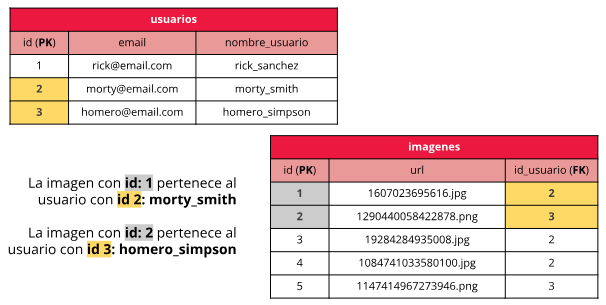 usuarios
id (PK) email nombre_usuario
1 rick@email.com rick_sanchez
2 morty@email.com morty_smith
3 homero@email.com homero_simpson
La imagen con id: 1 pertenece al
usuario con id 2: morty_smith
La imagen con id: 2 pertenece al
usuario con id 3: homero_simpson
imagenes
id (PK) url id_usuario (FK)
1 1607023695616.jpg 2
2 1290440058422878.png 3
3 19284284935008.jpg 2
4 1084741033580100.jpg 2
5 1147414967273946.png 3